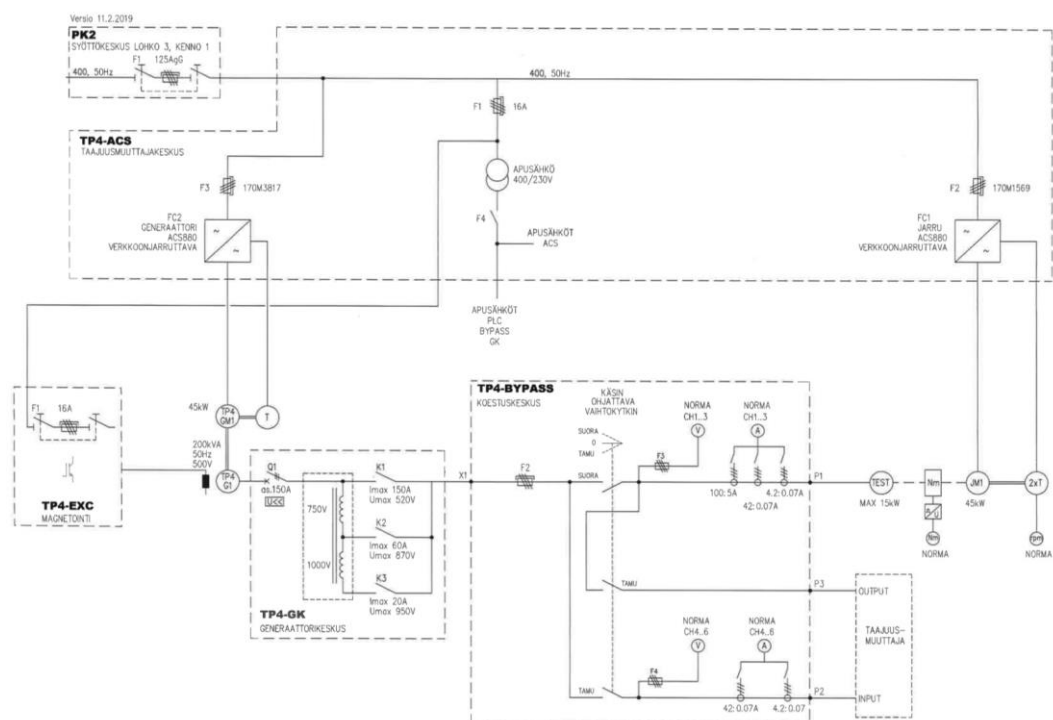 Versio 11.2.2019
PK2
SYÖTTÖKESKUS LOHKO 3, KENNO 1
F1 125AgG
400, 50Hz
400, 50Hz
F1 16A
TP4-ACS
TAAJUUSMUUTTAJAKESKUS
APUSÄHKÖ
400/230V
F3 170M3817
F2 170M1569
FC2
GENERAATTORI
ACS880
VERKKOONJARRUTTAVA
~
~
F4
APUSÄHKÖT
ACS
FC1
JARRU
ACS880
VERKKOONJARRUTTAVA
~
~
APUSÄHKÖT
PLC
BYPASS
GK
F1 16A
TP4-EXC
MAGNETOINTI
45kW
TP4
GM1
T
200kVA
50Hz
500V
TP4
G1
Q1
as.150A
U<<
750V
1000V
K1
Imax 150A
Umax 520V
K2
Imax 60A
Umax 870V
K3
Imax 20A
Umax 950V
TP4-GK
GENERAATTORIKESKUS
X1
TP4-BYPASS
KOESTUSKESKUS
F2
KÄSIN
OHJATTAVA
VAIHTOKYTKIN
SUORA
0
TAMU
SUORA
NORMA
CH1..3
V
F3
NORMA
CH1..3
A
100:5A
42:0.07A
4.2:0.07A
P1
TEST
MAX 15kW
Nm
NORMA
JM1
45kW
2xT
rpm
NORMA
TAMU
P3
OUTPUT
TAAJUUS-
MUUTTAJA
INPUT
NORMA
CH4..6
V
F4
NORMA
CH4..6
A
TAMU
42:0.07A
4.2:0.07
P2